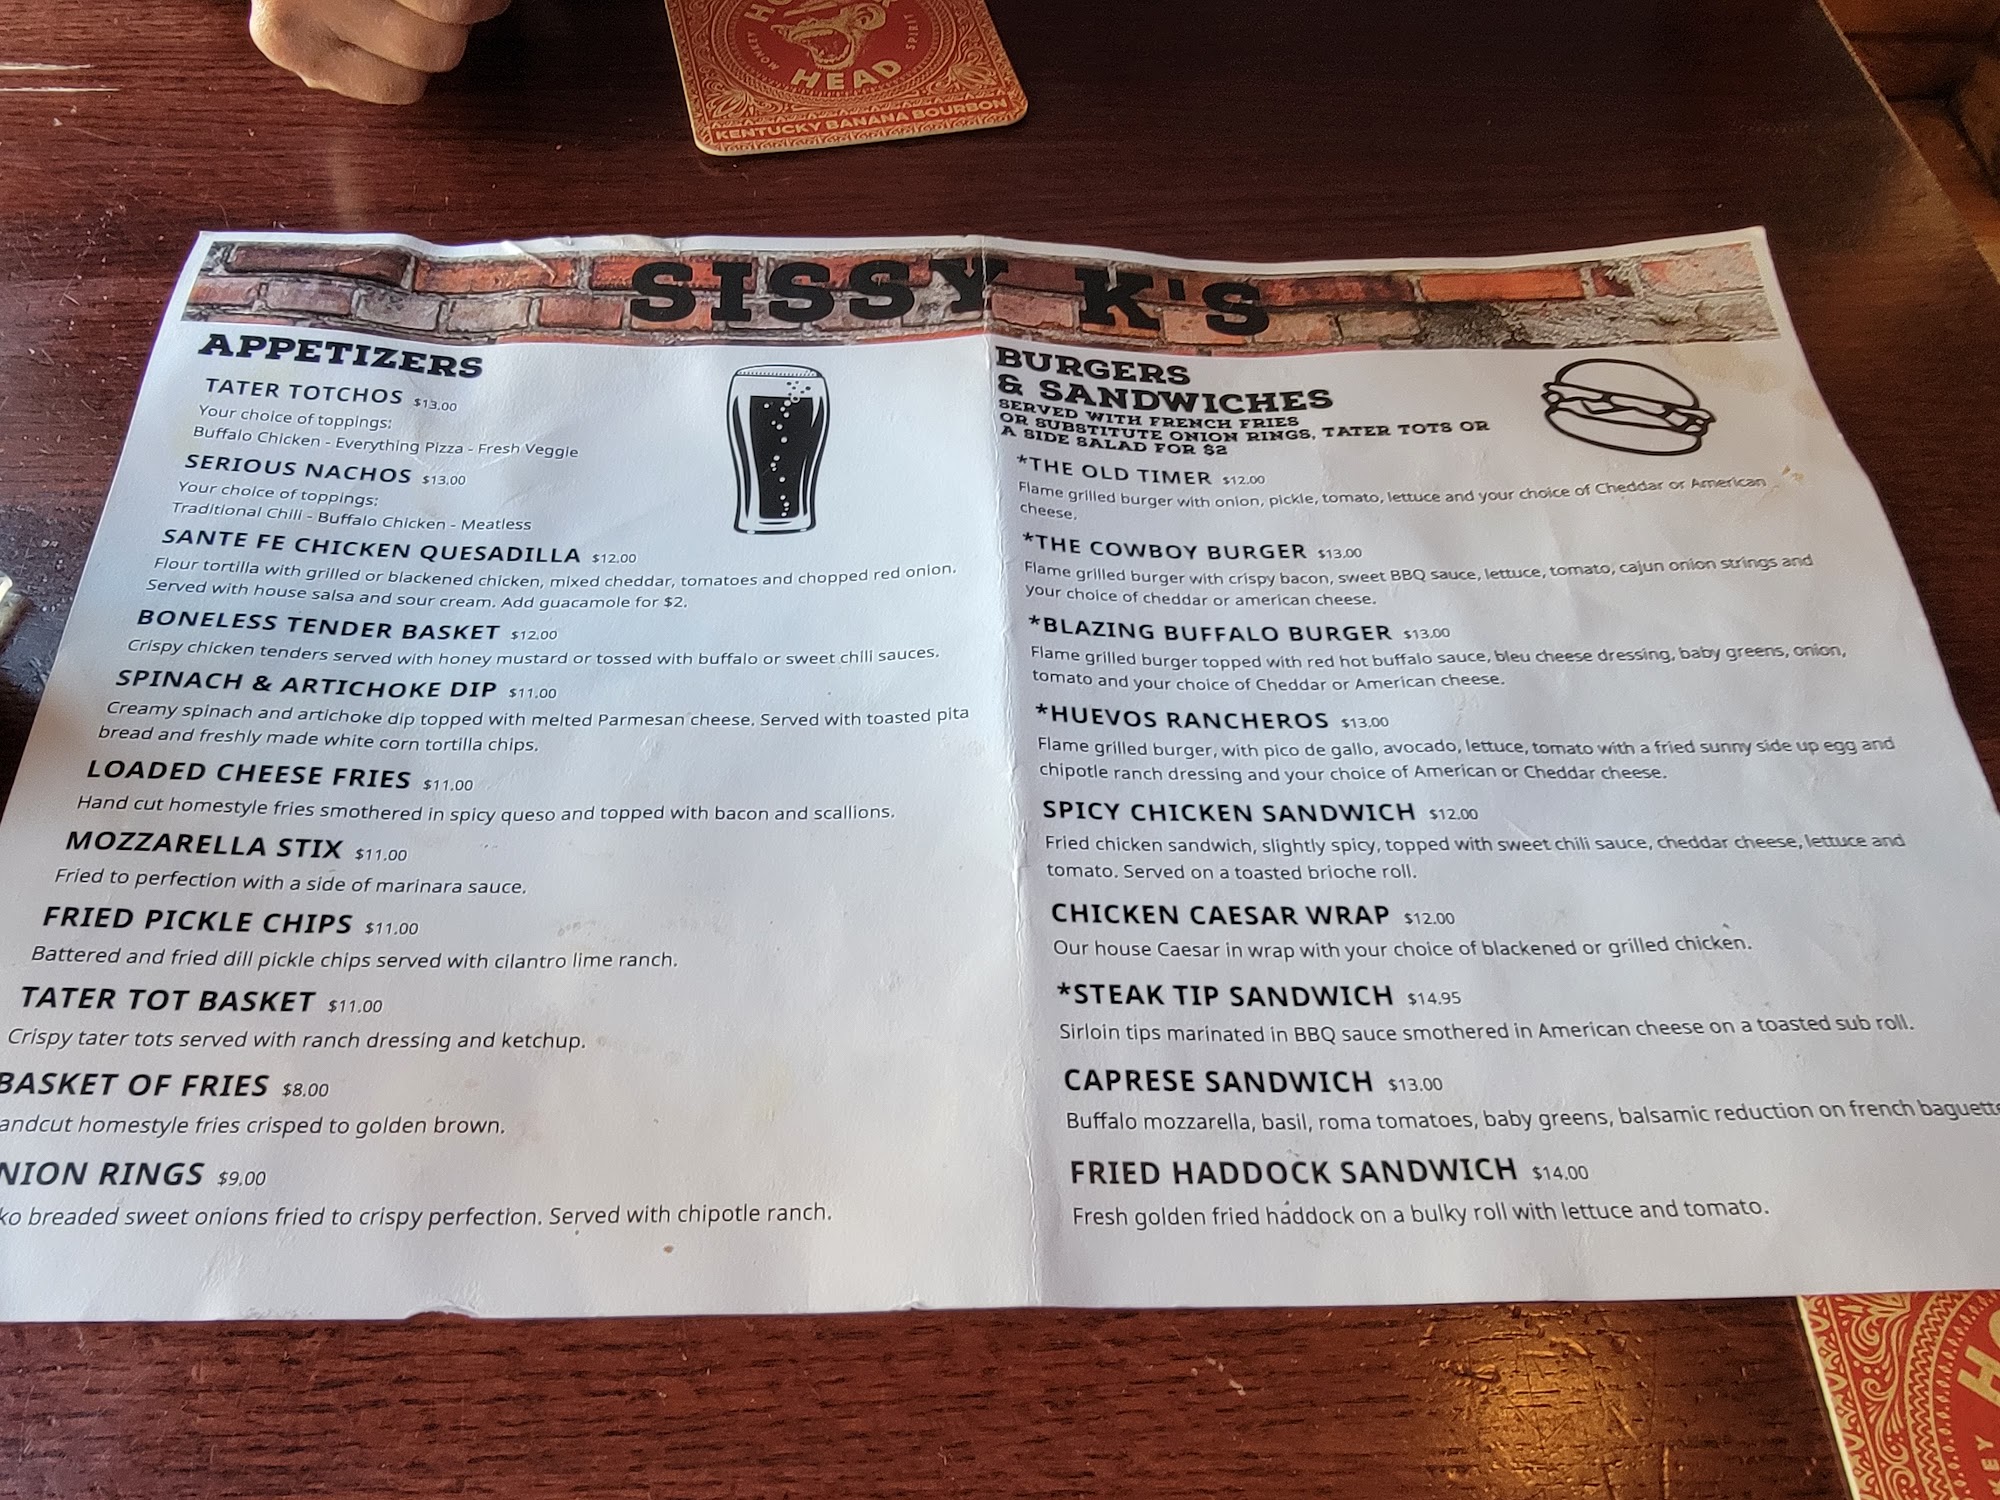 HO
MONKEY SPIRIT
HEAD
KENTUCKY BANANA BOURBON
SISSY K'S
APPETIZERS
TATER TOTCHOS $13.00
Your choice of toppings:
Buffalo Chicken - Everything Pizza - Fresh Veggie
SERIOUS NACHOS $13.00
Your choice of toppings:
Traditional Chili - Buffalo Chicken - Meatless
SANTE FE CHICKEN QUESADILLA $12.00
Flour tortilla with grilled or blackened chicken, mixed cheddar, tomatoes and chopped red onion.
Served with house salsa and sour cream. Add guacamole for $2.
BONELESS TENDER BASKET $12.00
Crispy chicken tenders served with honey mustard or tossed with buffalo or sweet chili sauces.
SPINACH & ARTICHOKE DIP $11.00
Creamy spinach and artichoke dip topped with melted Parmesan cheese. Served with toasted pita
bread and freshly made white corn tortilla chips.
LOADED CHEESE FRIES $11.00
Hand cut homestyle fries smothered in spicy queso and topped with bacon and scallions.
MOZZARELLA STIX $11.00
Fried to perfection with a side of marinara sauce.
FRIED PICKLE CHIPS $11.00
Battered and fried dill pickle chips served with cilantro lime ranch.
TATER TOT BASKET $11.00
Crispy tater tots served with ranch dressing and ketchup.
BASKET OF FRIES $8.00
andcut homestyle fries crisped to golden brown.
NION RINGS $9.00
ko breaded sweet onions fried to crispy perfection. Served with chipotle ranch.
BURGERS
& SANDWICHES
SERVED WITH FRENCH FRIES
OR SUBSTITUTE ONION RINGS, TATER TOTS OR
A SIDE SALAD FOR $2
*THE OLD TIMER $12.00
Flame grilled burger with onion, pickle, tomato, lettuce and your choice of Cheddar or American
cheese.
*THE COWBOY BURGER $13.00
Flame grilled burger with crispy bacon, sweet BBQ sauce, lettuce, tomato, cajun onion strings and
your choice of cheddar or american cheese.
*BLAZING BUFFALO BURGER $13.00
Flame grilled burger topped with red hot buffalo sauce, bleu cheese dressing, baby greens, onion,
tomato and your choice of Cheddar or American cheese.
*HUEVOS RANCHEROS $13.00
Flame grilled burger, with pico de gallo, avocado, lettuce, tomato with a fried sunny side up egg and
chipotle ranch dressing and your choice of American or Cheddar cheese.
SPICY CHICKEN SANDWICH $12.00
Fried chicken sandwich, slightly spicy, topped with sweet chili sauce, cheddar cheese, lettuce and
tomato. Served on a toasted brioche roll.
CHICKEN CAESAR WRAP $12.00
Our house Caesar in wrap with your choice of blackened or grilled chicken.
*STEAK TIP SANDWICH $14.95
Sirloin tips marinated in BBQ sauce smothered in American cheese on a toasted sub roll.
CAPRESE SANDWICH $13.00
Buffalo mozzarella, basil, roma tomatoes, baby greens, balsamic reduction on french baguette
FRIED HADDOCK SANDWICH $14.00
Fresh golden fried haddock on a bulky roll with lettuce and tomato.
HO
KEY